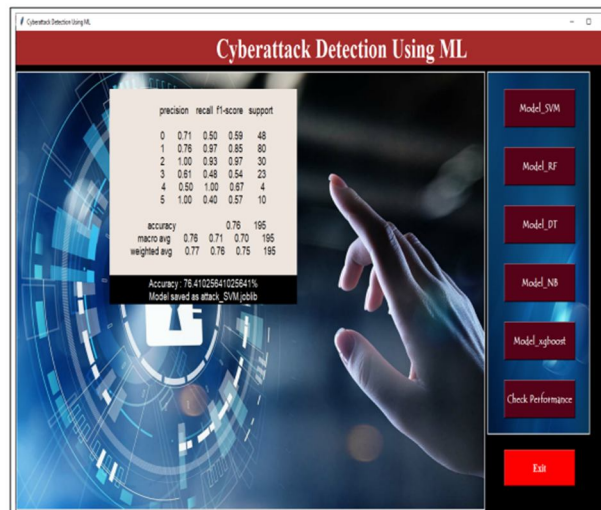 Cyberattack Detection Using ML
Cyberattack Detection Using ML
precision recall f1-score support
0 0.71 0.50 0.59 48
1 0.76 0.97 0.85 80
2 1.00 0.93 0.97 30
3 0.61 0.48 0.54 23
4 0.50 1.00 0.67 4
5 1.00 0.40 0.57 10
accuracy 0.76 195
macro avg 0.76 0.71 0.70 195
weighted avg 0.77 0.76 0.75 195
Accuracy : 76.41025641025641%
Model saved as attack_SVM.joblib
Model_SVM
Model_RF
Model_DT
Model_NB
Model_xgboost
Check Performance
Exit